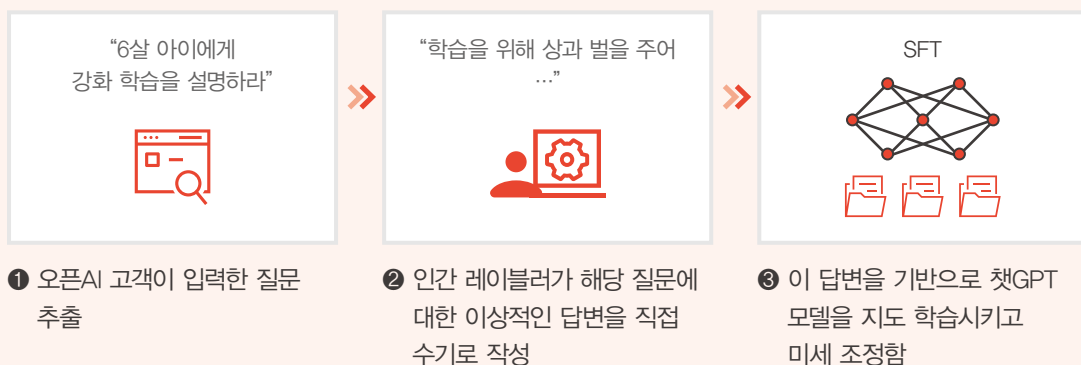 “6살 아이에게
강화 학습을 설명하라”
“학습을 위해 상과 벌을 주어
…”
SFT
❶ 오픈AI 고객이 입력한 질문
추출
❷ 인간 레이블러가 해당 질문에
대한 이상적인 답변을 직접
수기로 작성
❸ 이 답변을 기반으로 챗GPT
모델을 지도 학습시키고
미세 조정함